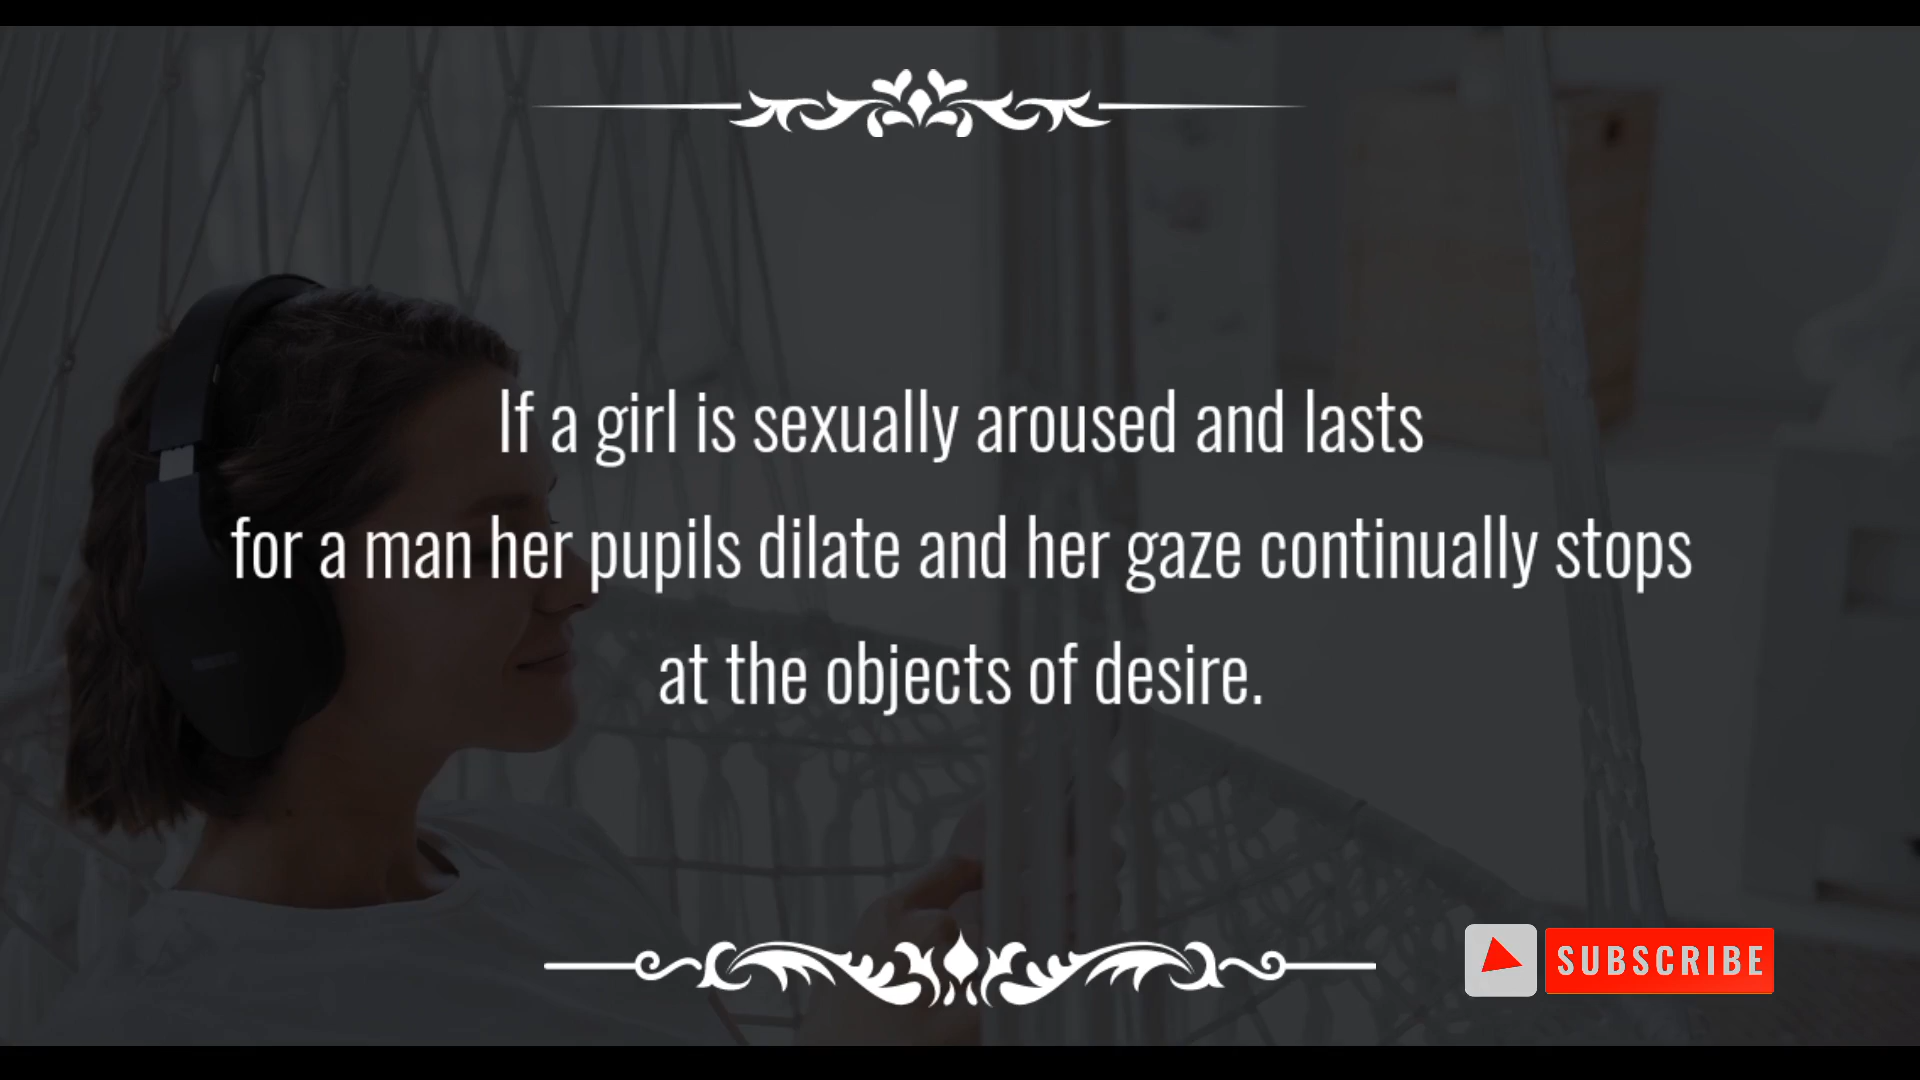 If a girl is sexually aroused and lasts
for a man her pupils dilate and her gaze continually stops
at the objects of desire.
SUBSCRIBE